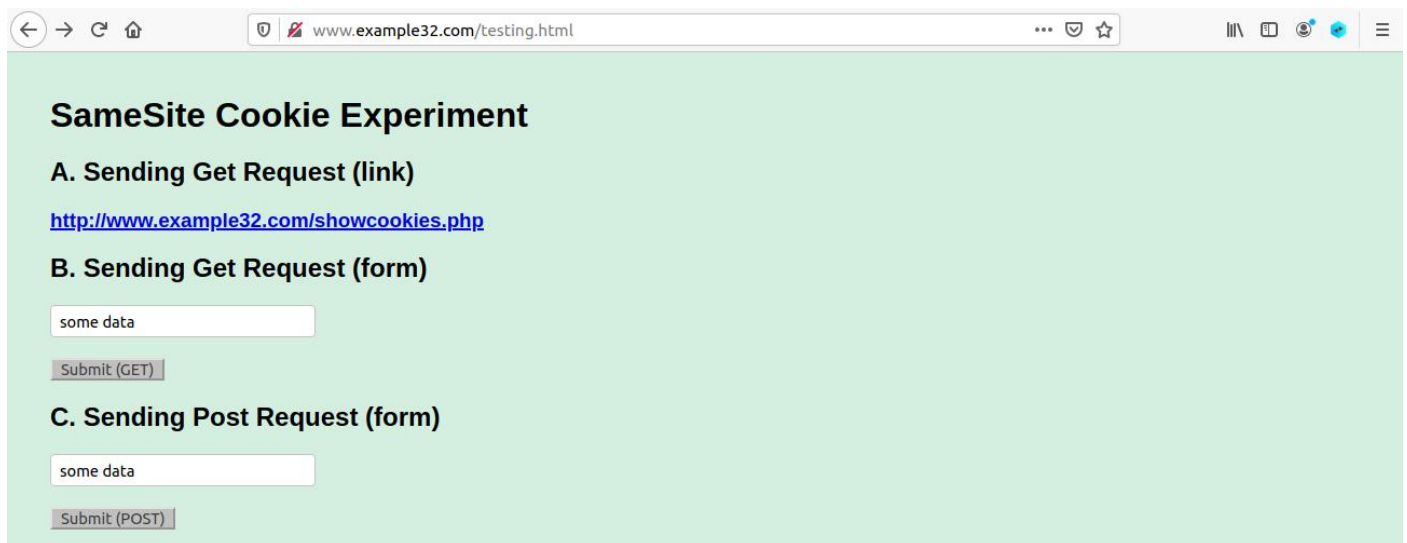 www.example32.com/testing.html
SameSite Cookie Experiment
A. Sending Get Request (link)
http://www.example32.com/showcookies.php
B. Sending Get Request (form)
some data
Submit (GET)
C. Sending Post Request (form)
some data
Submit (POST)